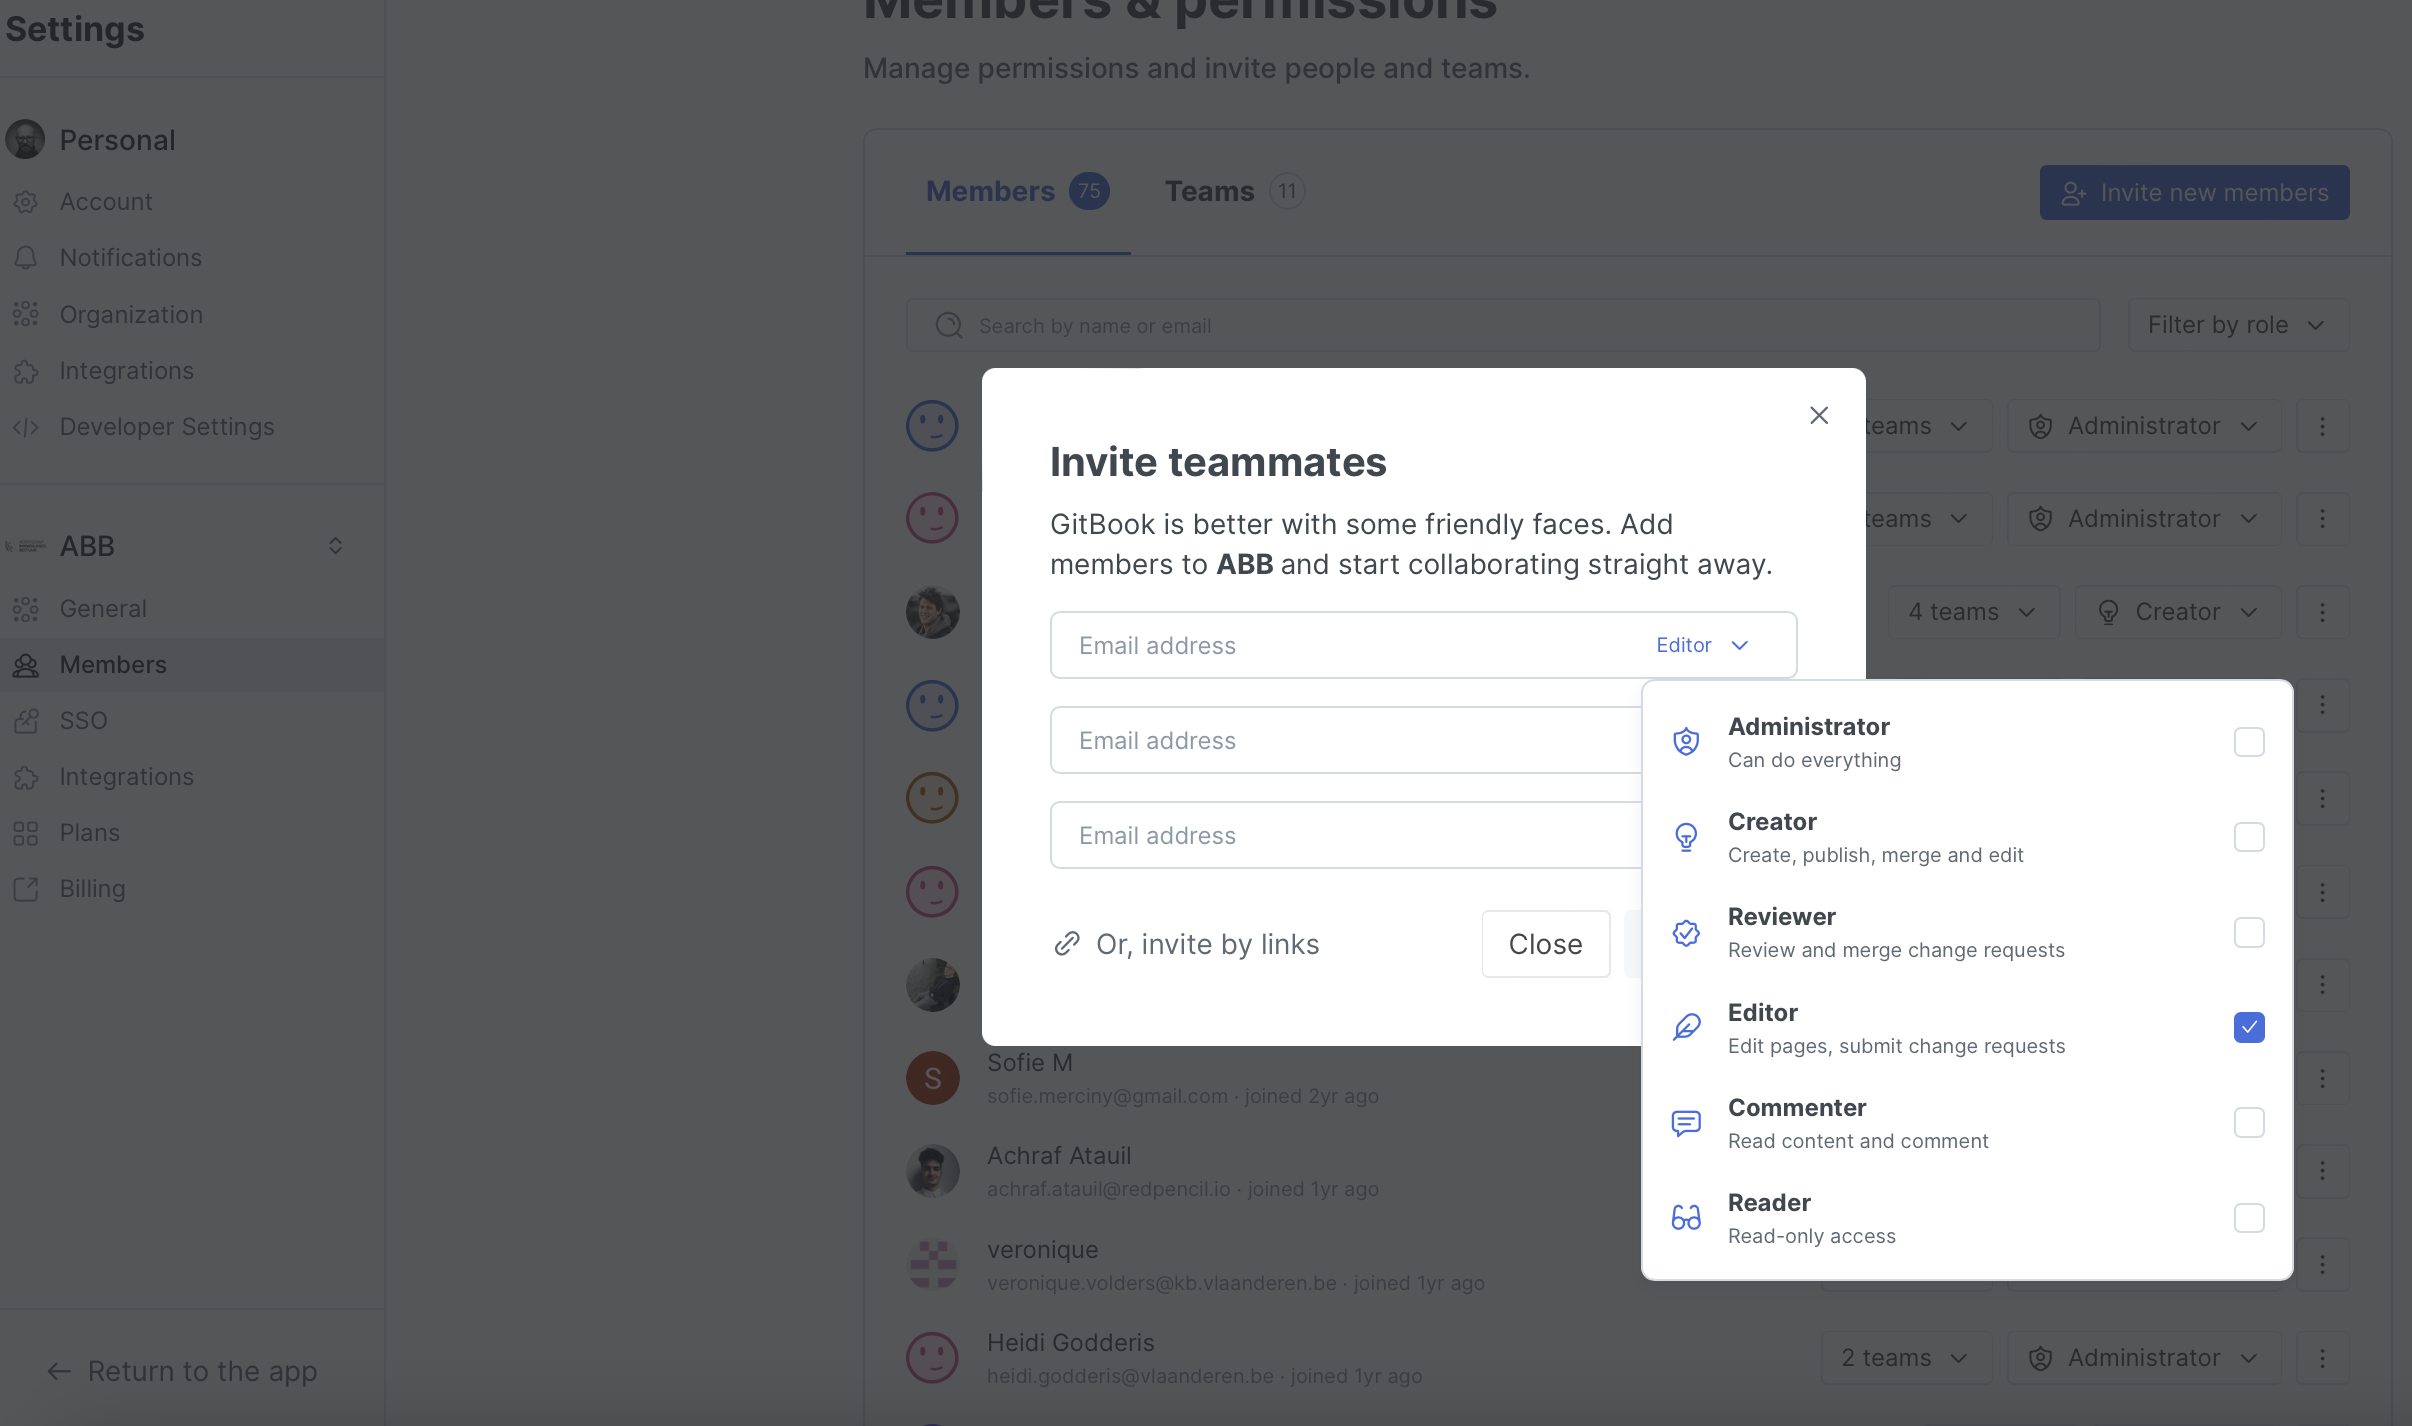 Settings
Personal
Account
Notifications
Organization
Integrations
Developer Settings
ABB
General
Members
SSO
Integrations
Plans
Billing
Return to the app
Members & permissions
Manage permissions and invite people and teams.
Members 75
Teams 11
Invite new members
Search by name or email
Filter by role
teams
Administrator
teams
Administrator
4 teams
Creator
Invite teammates
GitBook is better with some friendly faces. Add
members to ABB and start collaborating straight away.
Email address
Editor
Email address
Email address
Or, invite by links
Close
Administrator
Can do everything
Creator
Create, publish, merge and edit
Reviewer
Review and merge change requests
Editor
Edit pages, submit change requests
Commenter
Read content and comment
Reader
Read-only access
S
Sofie M
sofie.merciny@gmail.com · joined 2yr ago
Achraf Atauil
achraf.atauil@redpencil.io · joined 1yr ago
veronique
veronique.volders@kb.vlaanderen.be · joined 1yr ago
Heidi Godderis
heidi.godderis@vlaanderen.be · joined 1yr ago
2 teams
Administrator